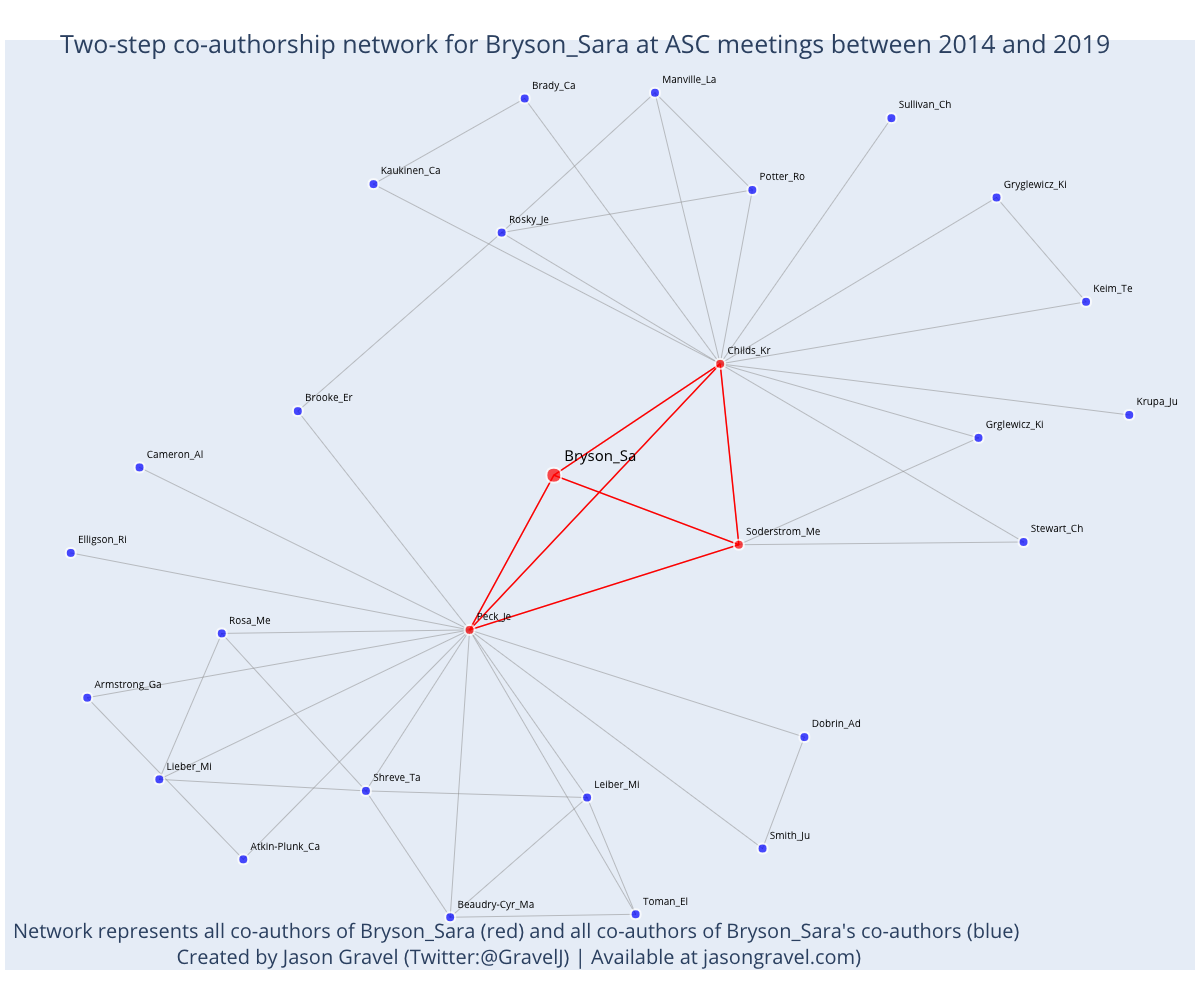 Two-step co-authorship network for Bryson_Sara at ASC meetings between 2014 and 2019
Manville_La
Brady_Ca
Sullivan_Ch
Kaukinen_Ca
Potter_Ro
Gryglewicz_Ki
Rosky_Je
Keim_Te
Childs_Kr
Brooke_Er
Krupa_Ju
Grglewicz_Ki
Cameron_Al
Bryson_Sa
Stewart_Ch
Soderstrom_Me
Elligson_Ri
Peck_Je
Rosa_Me
Armstrong_Ga
Dobrin_Ad
Lieber_Mi
Shreve_Ta
Leiber_Mi
Smith_Ju
Atkin-Plunk_Ca
Toman_El
Beaudry-Cyr_Ma
Network represents all co-authors of Bryson_Sara (red) and all co-authors of Bryson_Sara's co-authors (blue)
Created by Jason Gravel (Twitter:@GravelJ) | Available at jasongravel.com)